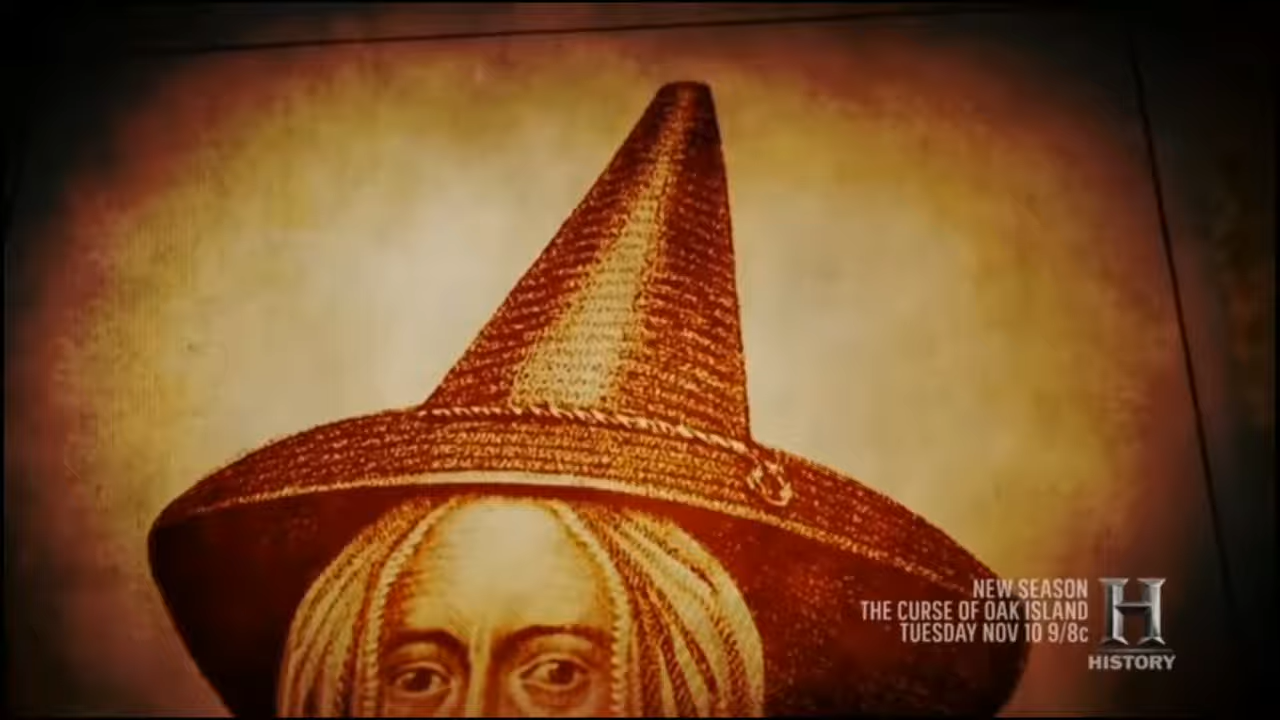 NEW SEASON
THE CURSE OF OAK ISLAND
TUESDAY NOV 10 9/8c
H
HISTORY